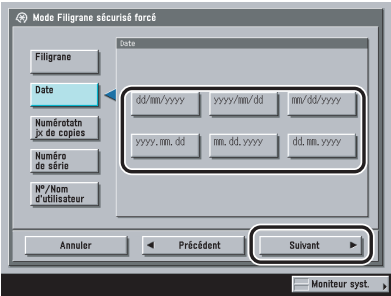 Mode Filigrane sécurisé forcé
Date
Filigrane
Date
dd/mm/yyyy
yyyy/mm/dd
mm/dd/yyyy
Numérotatn
jx de copies
yyyy.mm.dd
mm.dd.yyyy
dd.mm.yyyy
Numéro
de série
Nº/Nom
d'utilisateur
Annuler
Précédent
Suivant
Moniteur syst.